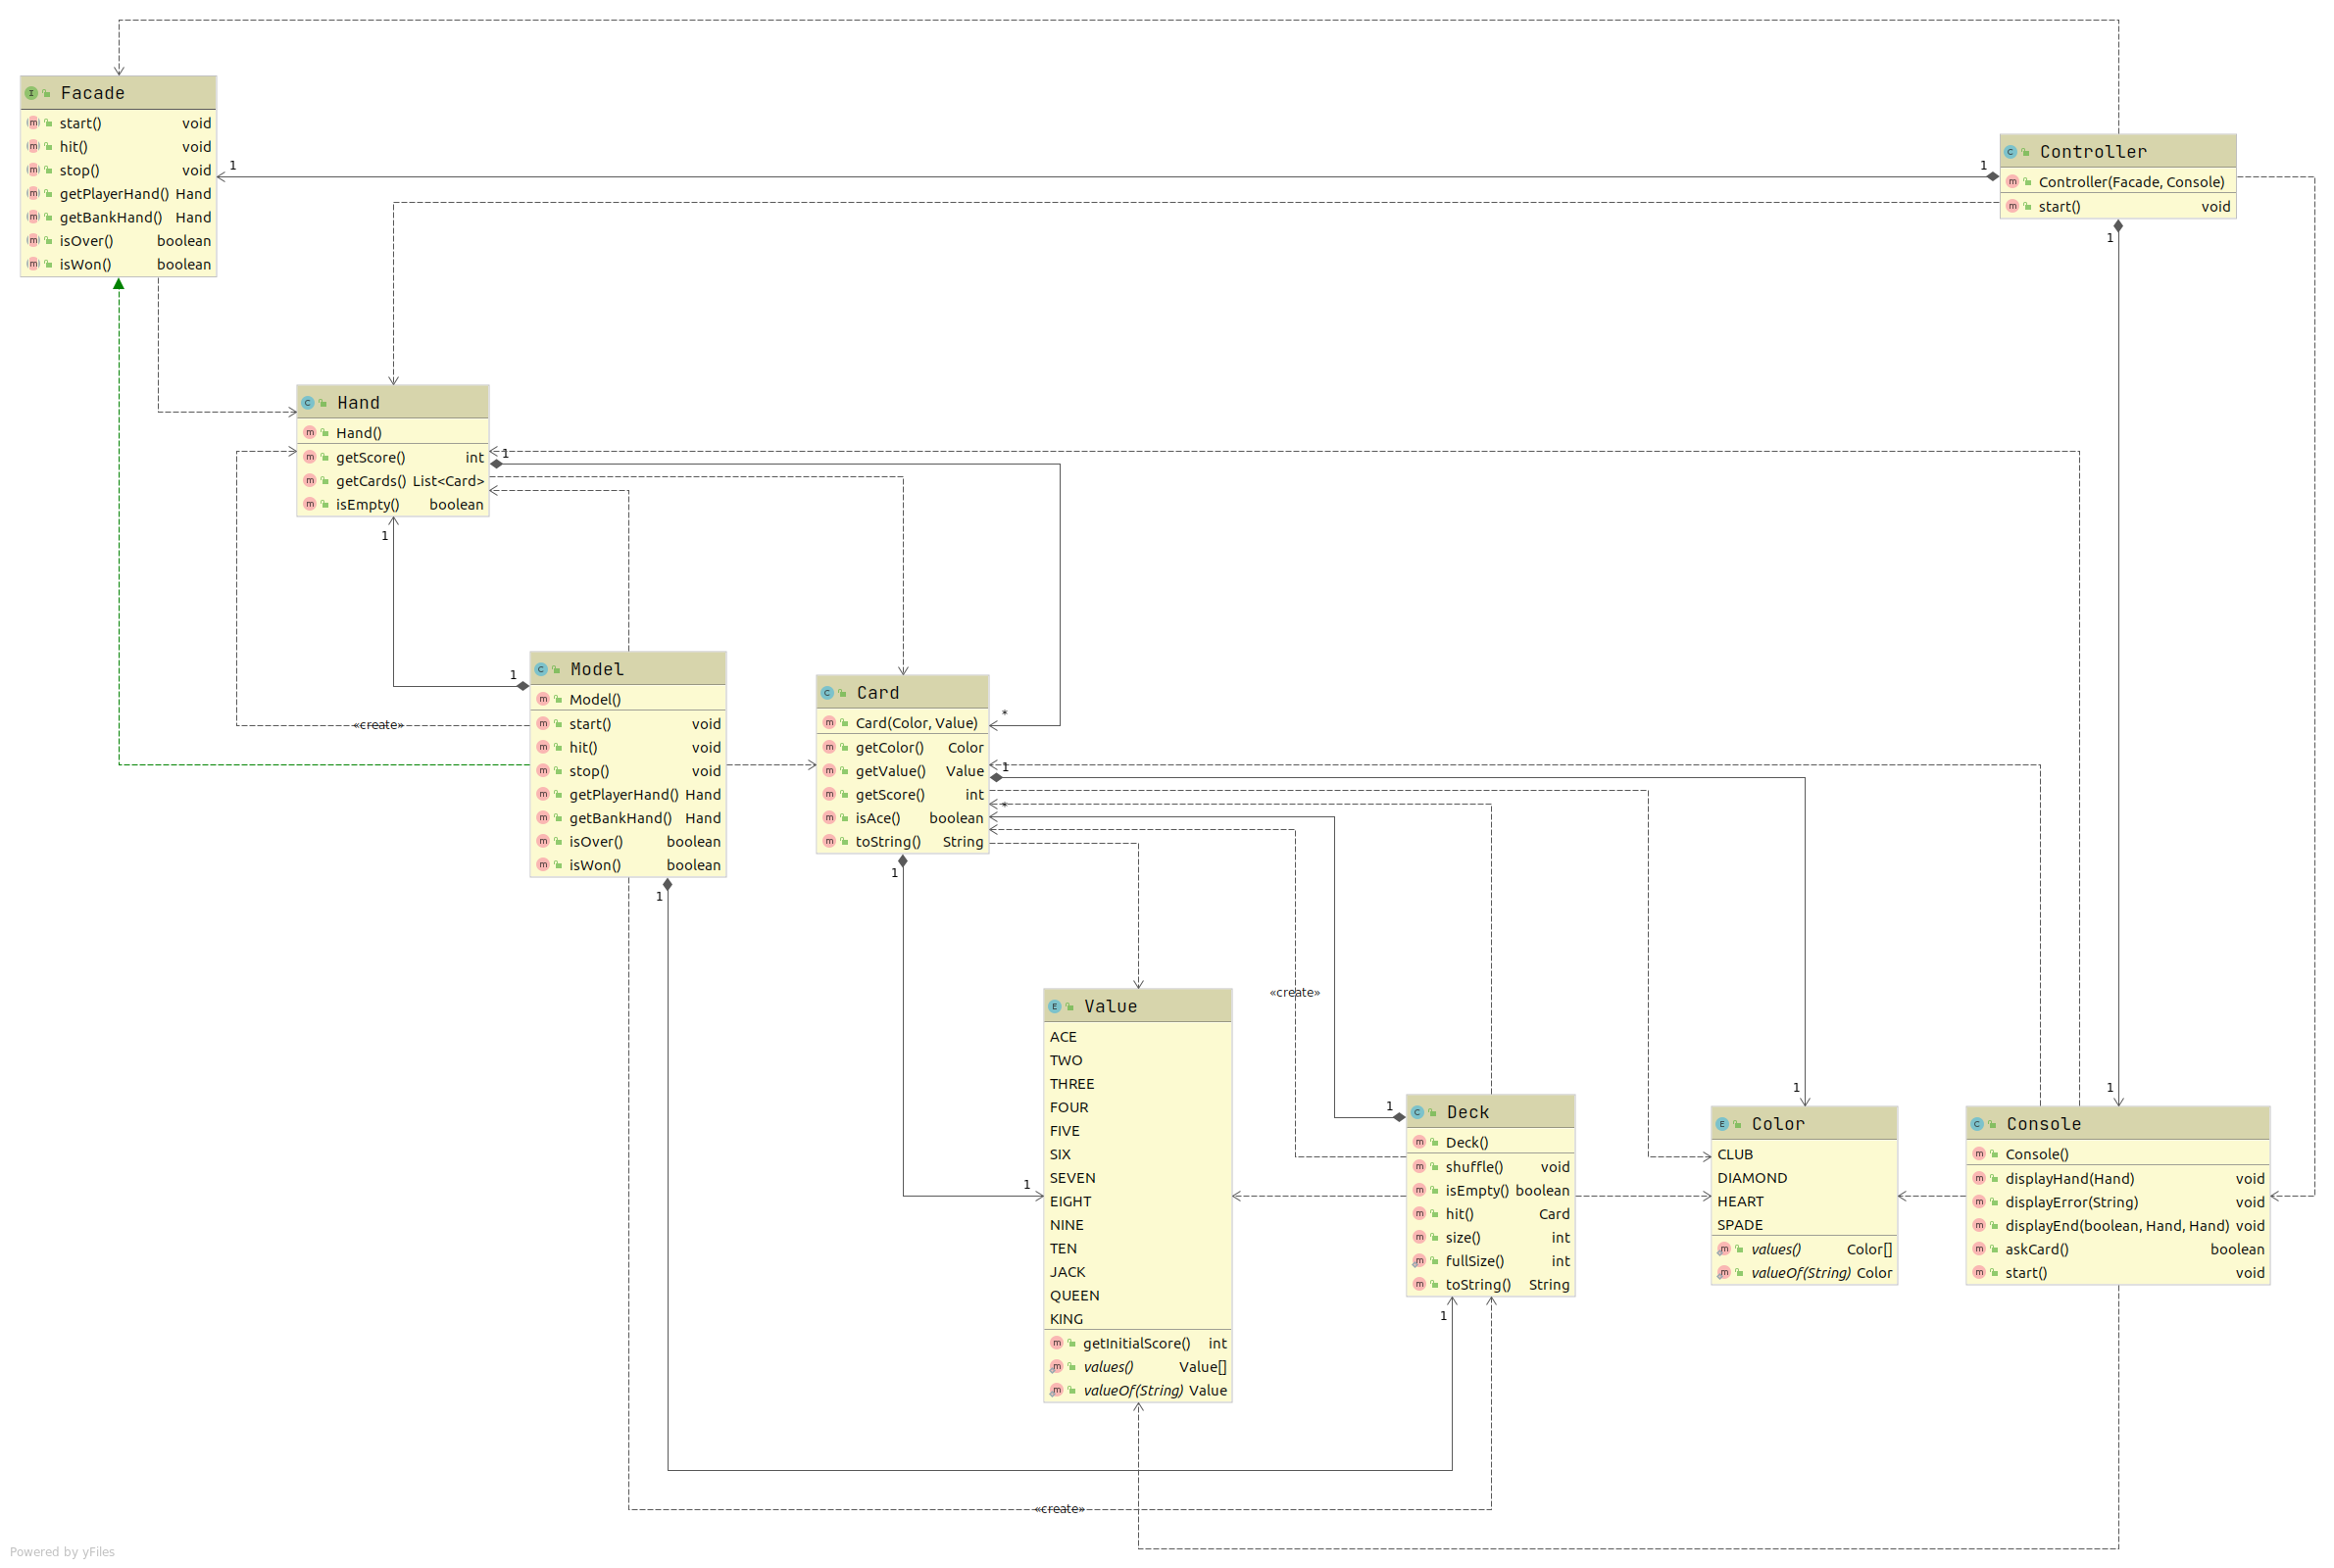 Facade
start() void
hit() void
stop() void
getPlayerHand() Hand
getBankHand() Hand
isOver() boolean
isWon() boolean
1
1
Controller
Controller(Facade, Console)
start() void
1
Hand
Hand()
getScore() int
getCards() List<Card>
isEmpty() boolean
1
1
Model
Model()
start() void
hit() void
stop() void
getPlayerHand() Hand
getBankHand() Hand
isOver() boolean
isWon() boolean
1
1
«create»
Card
Card(Color, Value)
getColor() Color
getValue() Value
getScore() int
isAce() boolean
toString() String
*
1
*
1
«create»
Value
ACE
TWO
THREE
FOUR
FIVE
SIX
SEVEN
EIGHT
NINE
TEN
JACK
QUEEN
KING
getInitialScore() int
values() Value[]
valueOf(String) Value
1
1
Deck
Deck()
shuffle() void
isEmpty() boolean
hit() Card
size() int
fullSize() int
toString() String
1
1
Color
CLUB
DIAMOND
HEART
SPADE
values() Color[]
valueOf(String) Color
1
Console
Console()
displayHand(Hand) void
displayError(String) void
displayEnd(boolean, Hand, Hand) void
askCard() boolean
start() void
«create»
Powered by yFiles